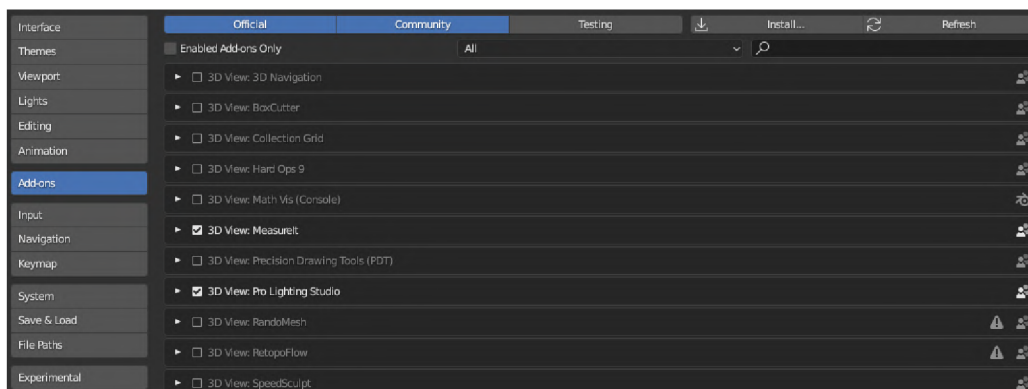 Interface
Themes
Viewport
Lights
Editing
Animation
Add-ons
Input
Navigation
Keymap
System
Save & Load
File Paths
Experimental
Official Community Testing Install... Refresh
Enabled Add-ons Only All
3D View: 3D Navigation
3D View: BoxCutter
3D View: Collection Grid
3D View: Hard Ops 9
3D View: Math Vis (Console)
3D View: MeasureIt
3D View: Precision Drawing Tools (PDT)
3D View: Pro Lighting Studio
3D View: RandoMesh
3D View: RetopoFlow
3D View: SpeedSculpt